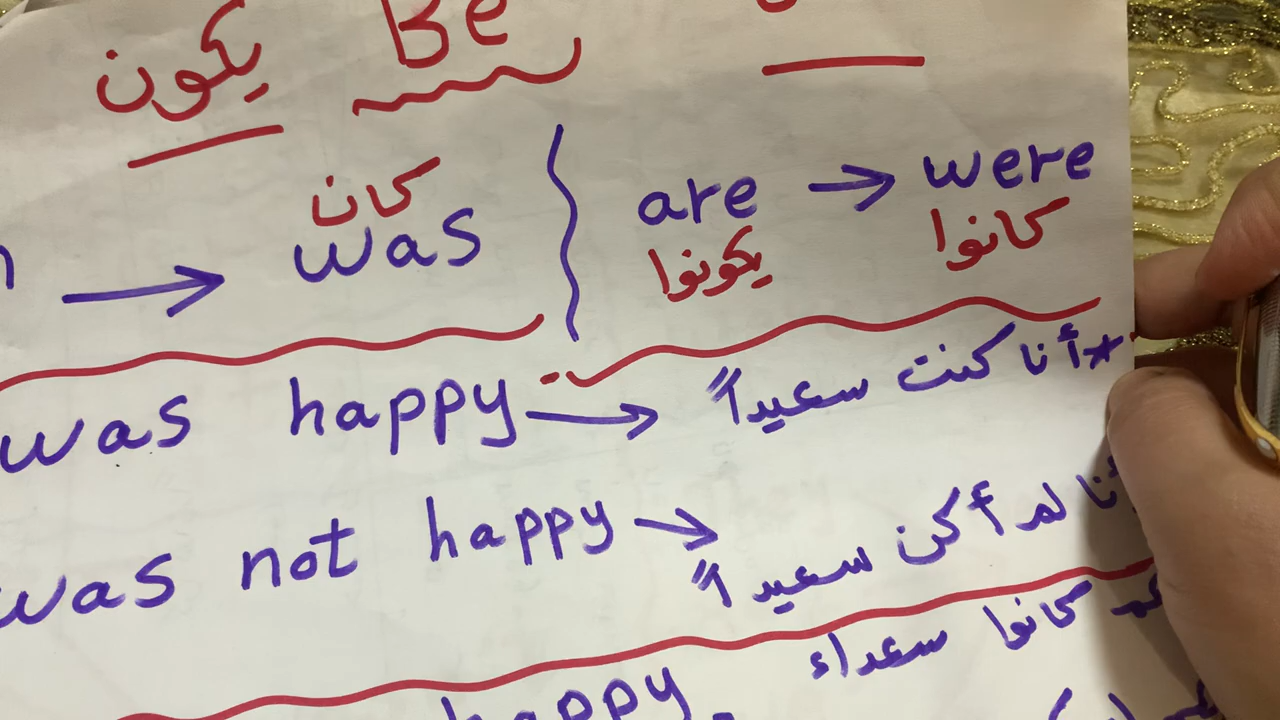 يكون Be
كان
was
are → were
يكونوا كانوا
was happy → *أنا كنت سعيداً
was not happy → أنا لم أكن سعيداً
كانوا سعداء
happy